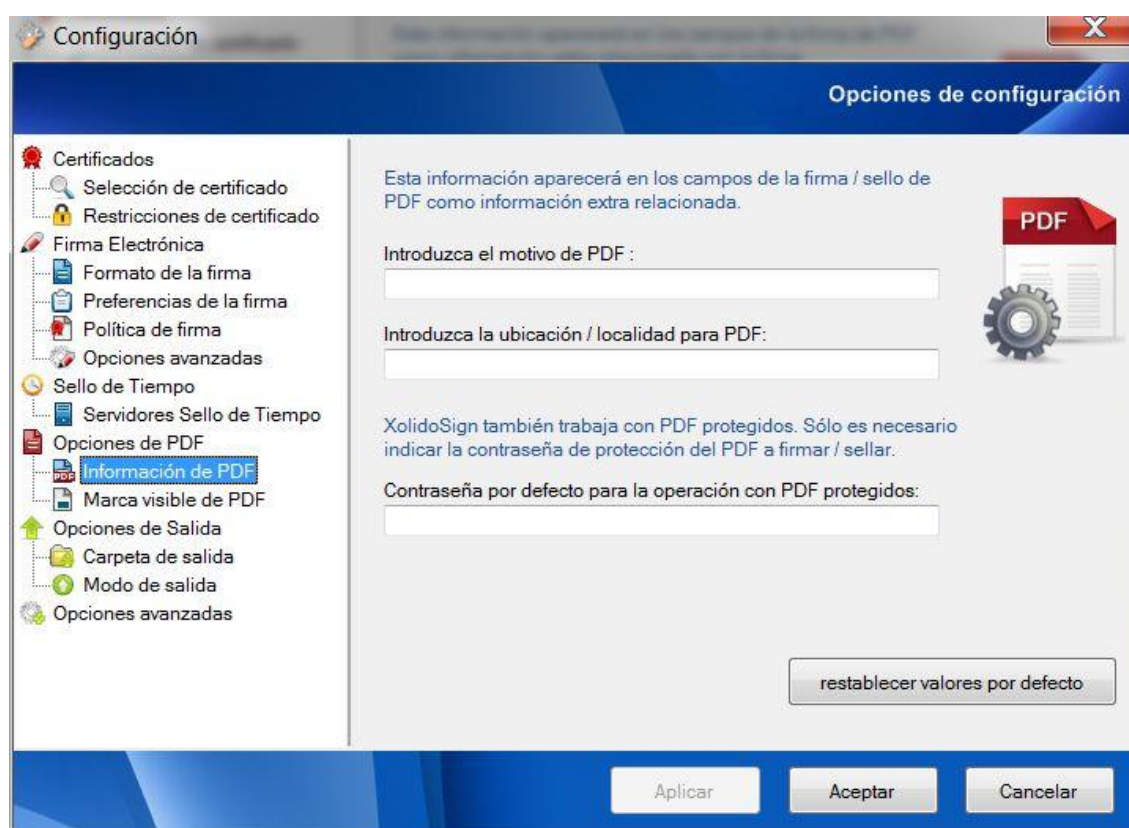 Configuración
Opciones de configuración
Certificados
Selección de certificado
Restricciones de certificado
Firma Electrónica
Formato de la firma
Preferencias de la firma
Política de firma
Opciones avanzadas
Sello de Tiempo
Servidores Sello de Tiempo
Opciones de PDF
Información de PDF
Marca visible de PDF
Opciones de Salida
Carpeta de salida
Modo de salida
Opciones avanzadas
Esta información aparecerá en los campos de la firma / sello de
PDF como información extra relacionada.
PDF
Introduzca el motivo de PDF :
Introduzca la ubicación / localidad para PDF:
XolidoSign también trabaja con PDF protegidos. Sólo es necesario
indicar la contraseña de protección del PDF a firmar / sellar.
Contraseña por defecto para la operación con PDF protegidos:
restablecer valores por defecto
Aplicar
Aceptar
Cancelar